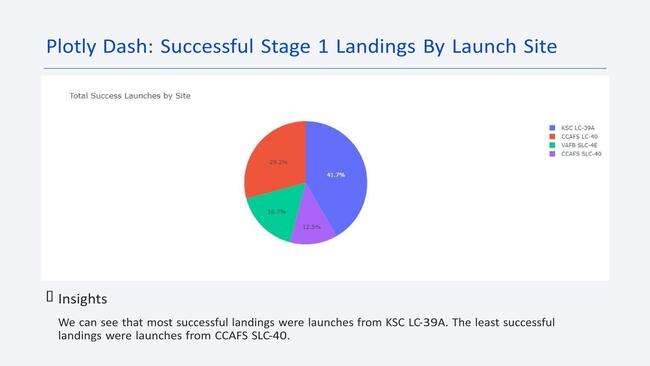 Plotly Dash: Successful Stage 1 Landings By Launch Site
Total Success Launches by Site
KSC LC-39A
CCAFS LC-40
VAFB SLC-4E
CCAFS SLC-40
29.2%
41.7%
16.7%
12.5%
Insights
We can see that most successful landings were launches from KSC LC-39A. The least successful
landings were launches from CCAFS SLC-40.